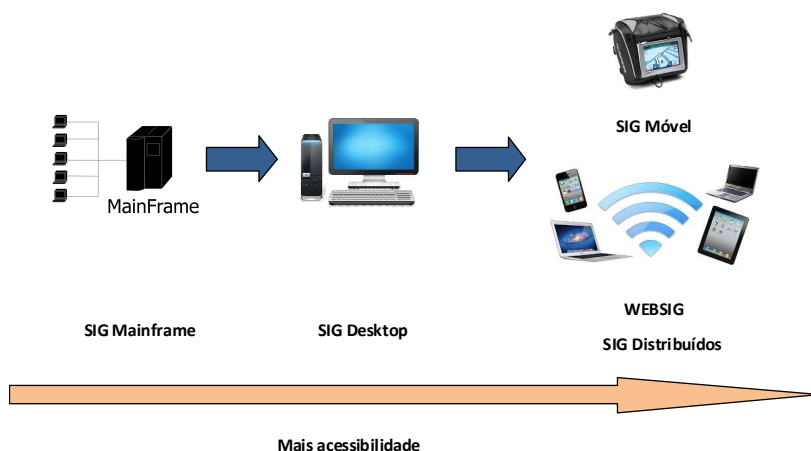 SIG Móvel
MainFrame
SIG Mainframe
SIG Desktop
WEBSIG
SIG Distribuídos
Mais acessibilidade